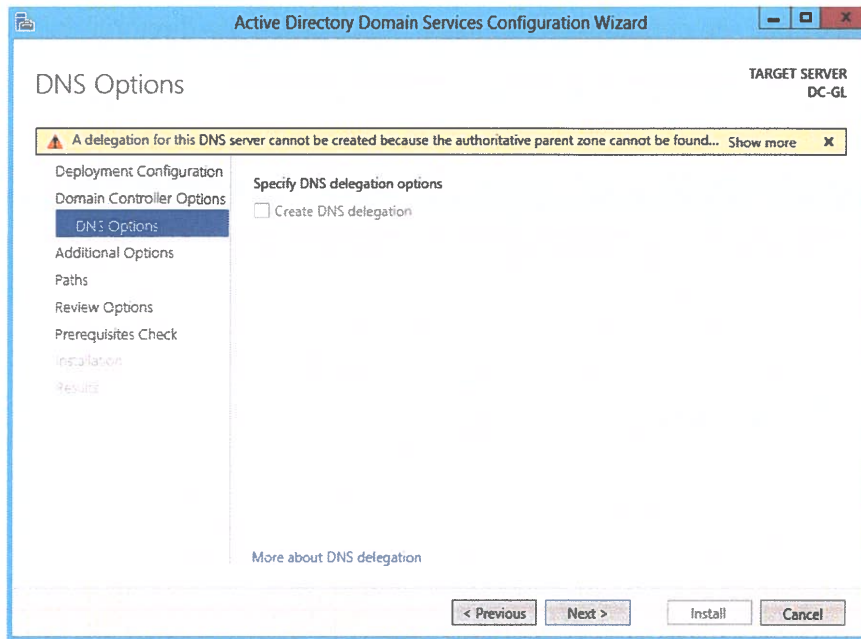 Active Directory Domain Services Configuration Wizard
DNS Options
TARGET SERVER
DC-GL
A delegation for this DNS server cannot be created because the authoritative parent zone cannot be found... Show more x
Deployment Configuration
Domain Controller Options
DNS Options
Additional Options
Paths
Review Options
Prerequisites Check
Installation
Results
Specify DNS delegation options
Create DNS delegation
More about DNS delegation
< Previous
Next >
Install
Cancel